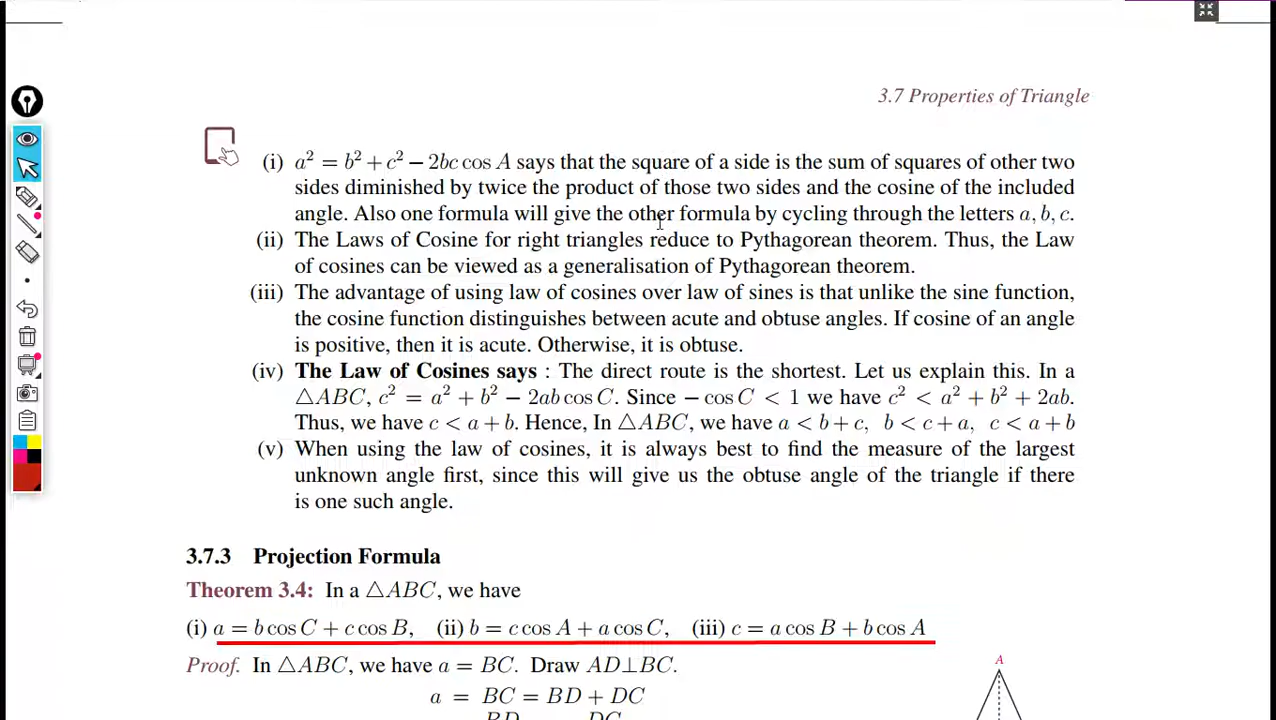 3.7 Properties of Triangle
(i) a² = b² + c² − 2bc cos A says that the square of a side is the sum of squares of other two
sides diminished by twice the product of those two sides and the cosine of the included
angle. Also one formula will give the other formula by cycling through the letters a, b, c.
(ii) The Laws of Cosine for right triangles reduce to Pythagorean theorem. Thus, the Law
of cosines can be viewed as a generalisation of Pythagorean theorem.
(iii) The advantage of using law of cosines over law of sines is that unlike the sine function,
the cosine function distinguishes between acute and obtuse angles. If cosine of an angle
is positive, then it is acute. Otherwise, it is obtuse.
(iv) The Law of Cosines says : The direct route is the shortest. Let us explain this. In a
△ABC, c² = a² + b² − 2ab cos C. Since − cos C < 1 we have c² < a² + b² + 2ab.
Thus, we have c < a + b. Hence, In △ABC, we have a < b + c, b < c + a, c < a + b
(v) When using the law of cosines, it is always best to find the measure of the largest
unknown angle first, since this will give us the obtuse angle of the triangle if there
is one such angle.
3.7.3 Projection Formula
Theorem 3.4: In a △ABC, we have
(i) a = b cos C + c cos B, (ii) b = c cos A + a cos C, (iii) c = a cos B + b cos A
Proof. In △ABC, we have a = BC. Draw AD⊥BC.
A
a = BC = BD + DC
BD DC